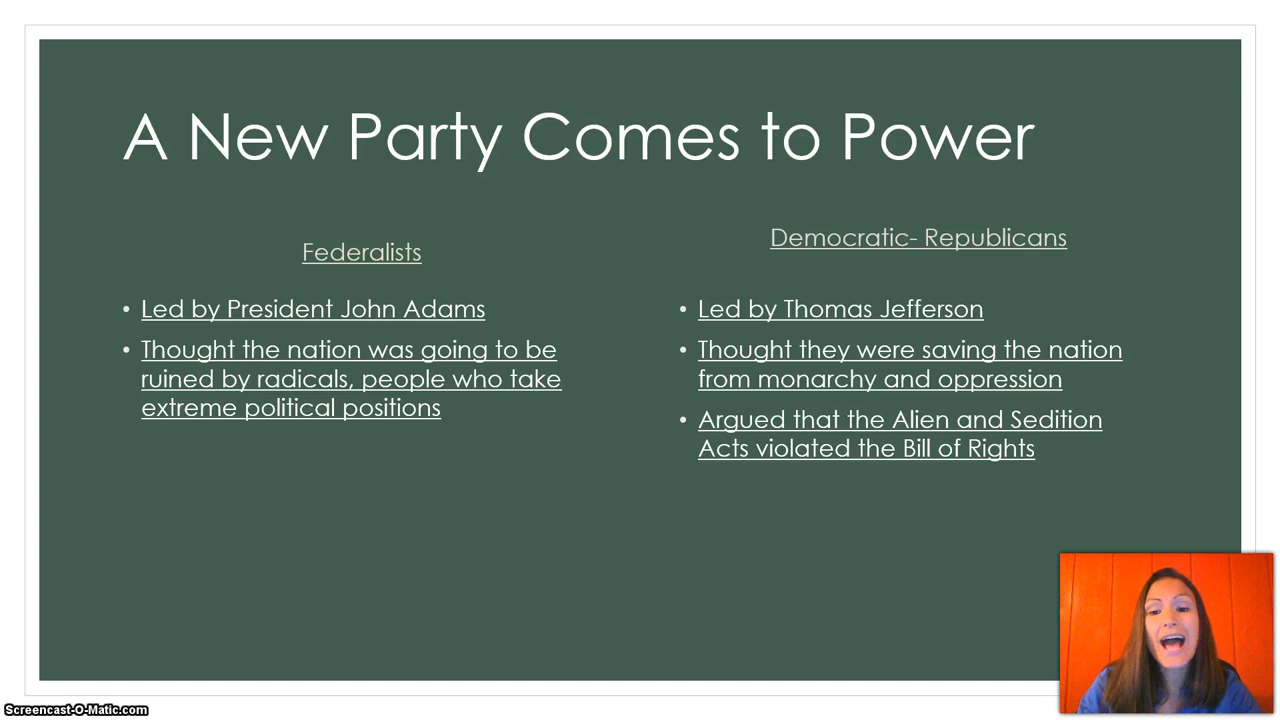 A New Party Comes to Power
Federalists
• Led by President John Adams
• Thought the nation was going to be
ruined by radicals, people who take
extreme political positions
Democratic- Republicans
• Led by Thomas Jefferson
• Thought they were saving the nation
from monarchy and oppression
• Argued that the Alien and Sedition
Acts violated the Bill of Rights
Screencast-O-Matic.com